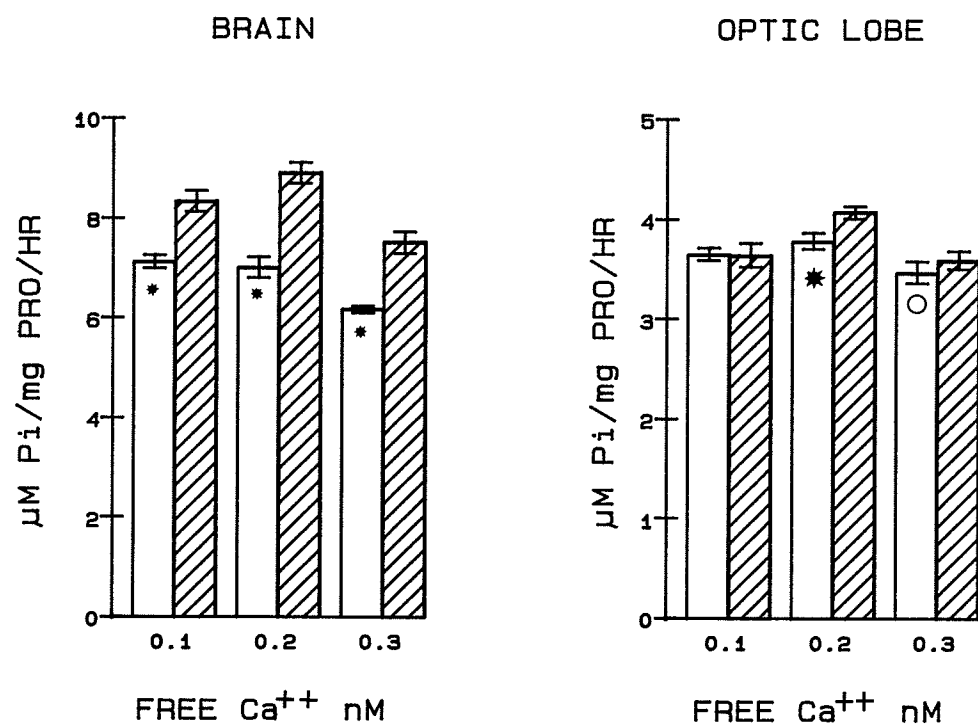 BRAIN
OPTIC LOBE
µM Pi/mg PRO/HR
10
8
6
4
2
0
0.1 0.2 0.3
FREE Ca++ nM
µM Pi/mg PRO/HR
5
4
3
2
1
0
0.1 0.2 0.3
FREE Ca++ nM